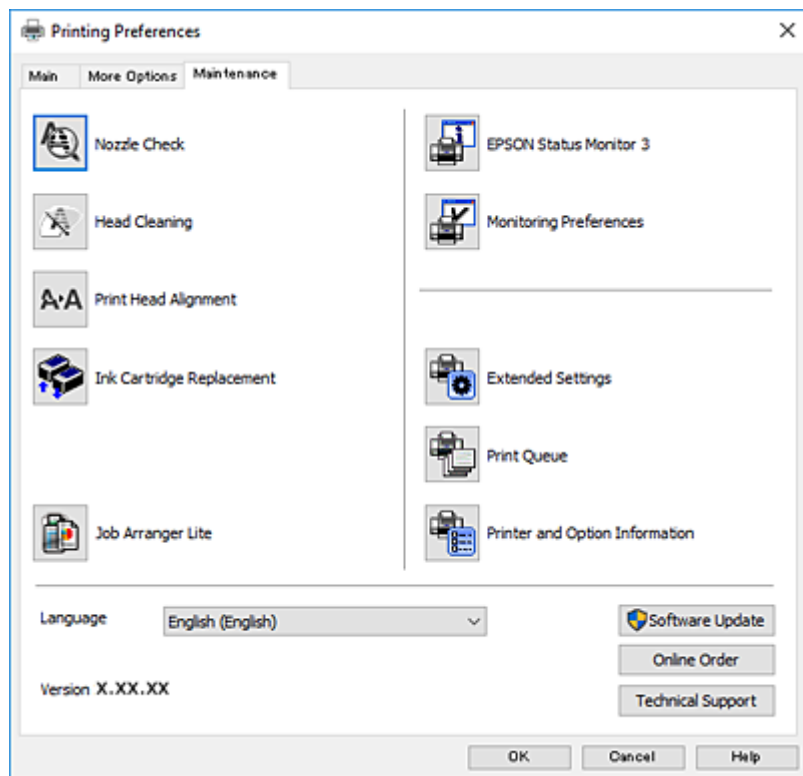 Printing Preferences
Main More Options Maintenance
Nozzle Check
Head Cleaning
A·A Print Head Alignment
Ink Cartridge Replacement
Job Arranger Lite
EPSON Status Monitor 3
Monitoring Preferences
Extended Settings
Print Queue
Printer and Option Information
Language English (English)
Version X.XX.XX
Software Update
Online Order
Technical Support
OK Cancel Help